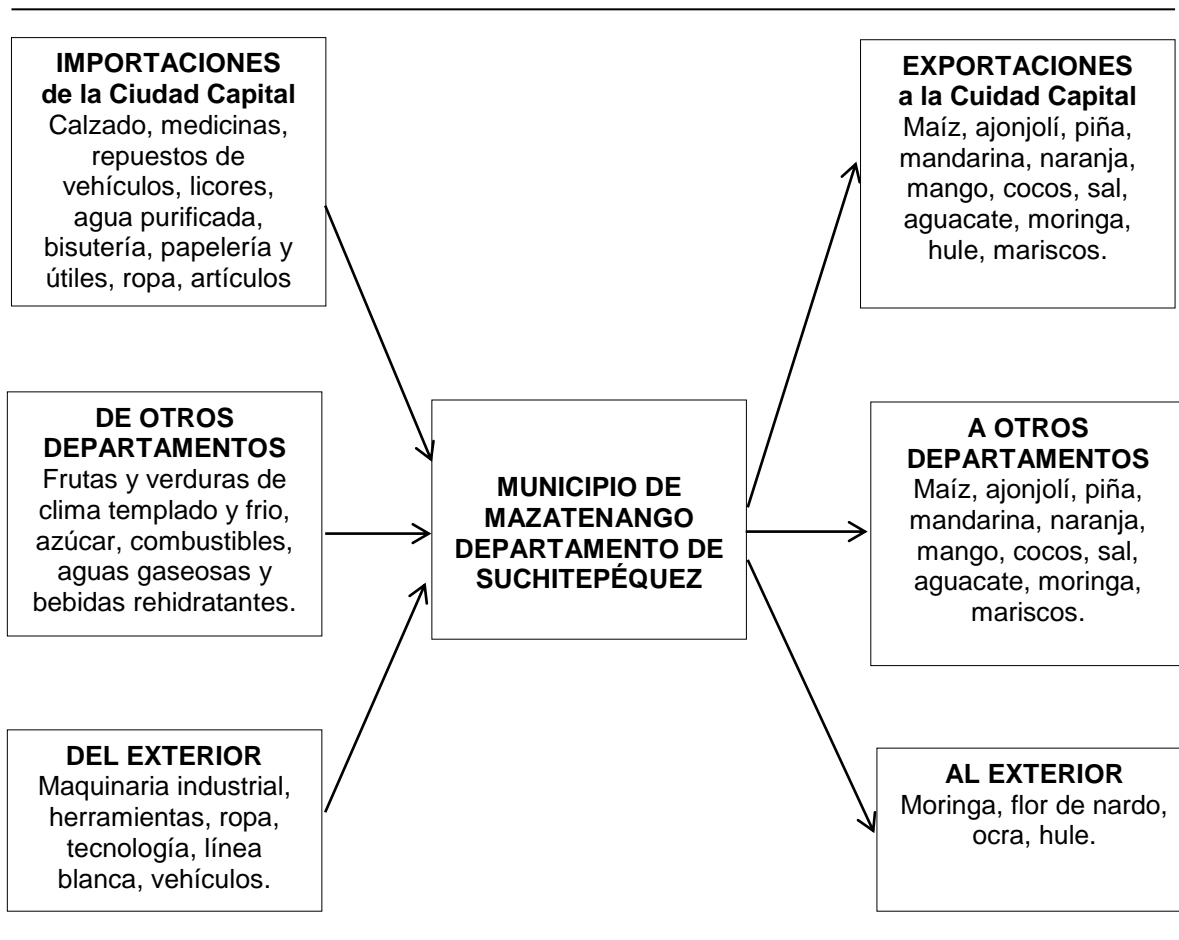 IMPORTACIONES
de la Ciudad Capital
Calzado, medicinas,
repuestos de
vehículos, licores,
agua purificada,
bisutería, papelería y
útiles, ropa, artículos
DE OTROS
DEPARTAMENTOS
Frutas y verduras de
clima templado y frio,
azúcar, combustibles,
aguas gaseosas y
bebidas rehidratantes.
DEL EXTERIOR
Maquinaria industrial,
herramientas, ropa,
tecnología, línea
blanca, vehículos.
MUNICIPIO DE
MAZATENANGO
DEPARTAMENTO DE
SUCHITEPÉQUEZ
EXPORTACIONES
a la Cuidad Capital
Maíz, ajonjolí, piña,
mandarina, naranja,
mango, cocos, sal,
aguacate, moringa,
hule, mariscos.
A OTROS
DEPARTAMENTOS
Maíz, ajonjolí, piña,
mandarina, naranja,
mango, cocos, sal,
aguacate, moringa,
mariscos.
AL EXTERIOR
Moringa, flor de nardo,
ocra, hule.